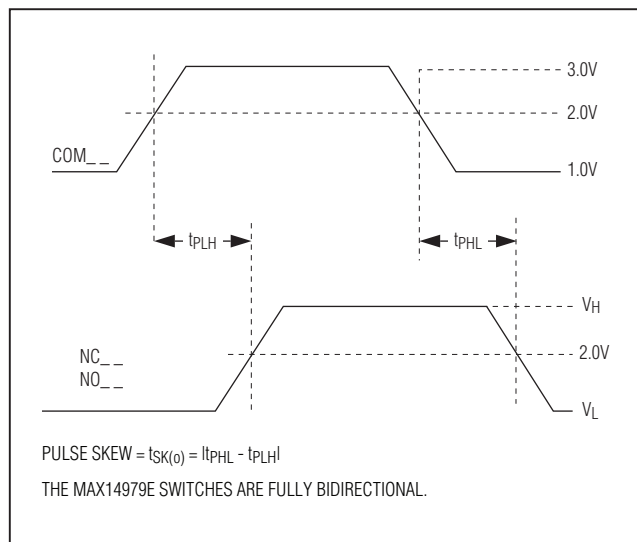 3.0V
2.0V
COM_ _
1.0V
tPLH
tPHL
VH
NC_ _
2.0V
NO_ _
VL
PULSE SKEW = tSK(o) = |tPHL - tPLH|
THE MAX14979E SWITCHES ARE FULLY BIDIRECTIONAL.